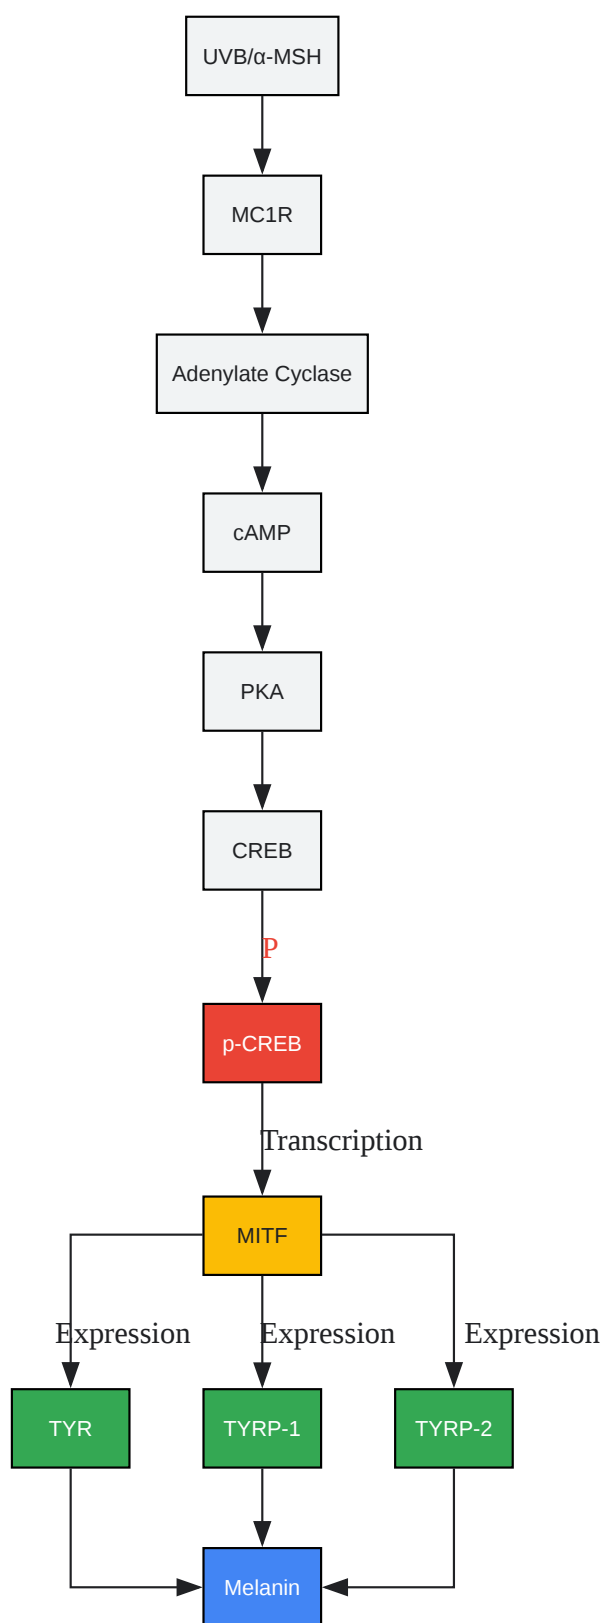 UVB/α-MSH
MC1R
Adenylate Cyclase
cAMP
PKA
CREB
P
p-CREB
Transcription
MITF
Expression
Expression
Expression
TYR
TYRP-1
TYRP-2
Melanin